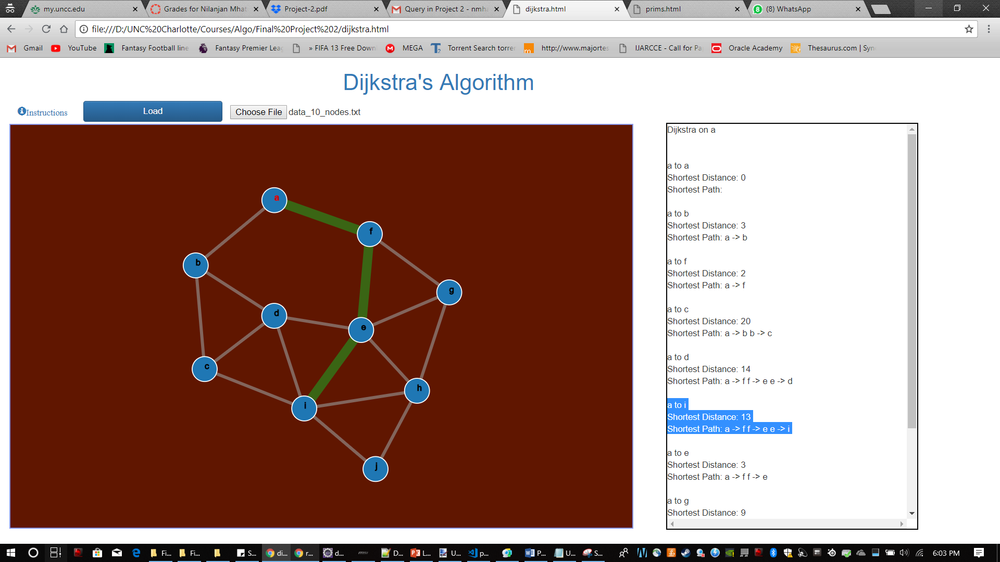 my.uncc.edu
Grades for Nilanjan Mhat
Project-2.pdf
Query in Project 2 - nmha
dijkstra.html
prims.html
(8) WhatsApp
file:///D:/UNC%20Charlotte/Courses/Algo/Final%20Project%202/dijkstra.html
Gmail YouTube Fantasy Football line Fantasy Premier Lea » FIFA 13 Free Down MEGA Torrent Search torre http://www.majortes IJARCCE - Call for Pa Oracle Academy Thesaurus.com | Syn
Dijkstra's Algorithm
Instructions
Load
Choose File data_10_nodes.txt
a
f
b
g
d
e
c
h
i
j
Dijkstra on a
a to a
Shortest Distance: 0
Shortest Path:
a to b
Shortest Distance: 3
Shortest Path: a -> b
a to f
Shortest Distance: 2
Shortest Path: a -> f
a to c
Shortest Distance: 20
Shortest Path: a -> b b -> c
a to d
Shortest Distance: 14
Shortest Path: a -> f f -> e e -> d
a to i
Shortest Distance: 13
Shortest Path: a -> f f -> e e -> i
a to e
Shortest Distance: 3
Shortest Path: a -> f f -> e
a to g
Shortest Distance: 9
Fi... Fi... S... di... r... d... D... L... U... p... P... U... S... 6:03 PM